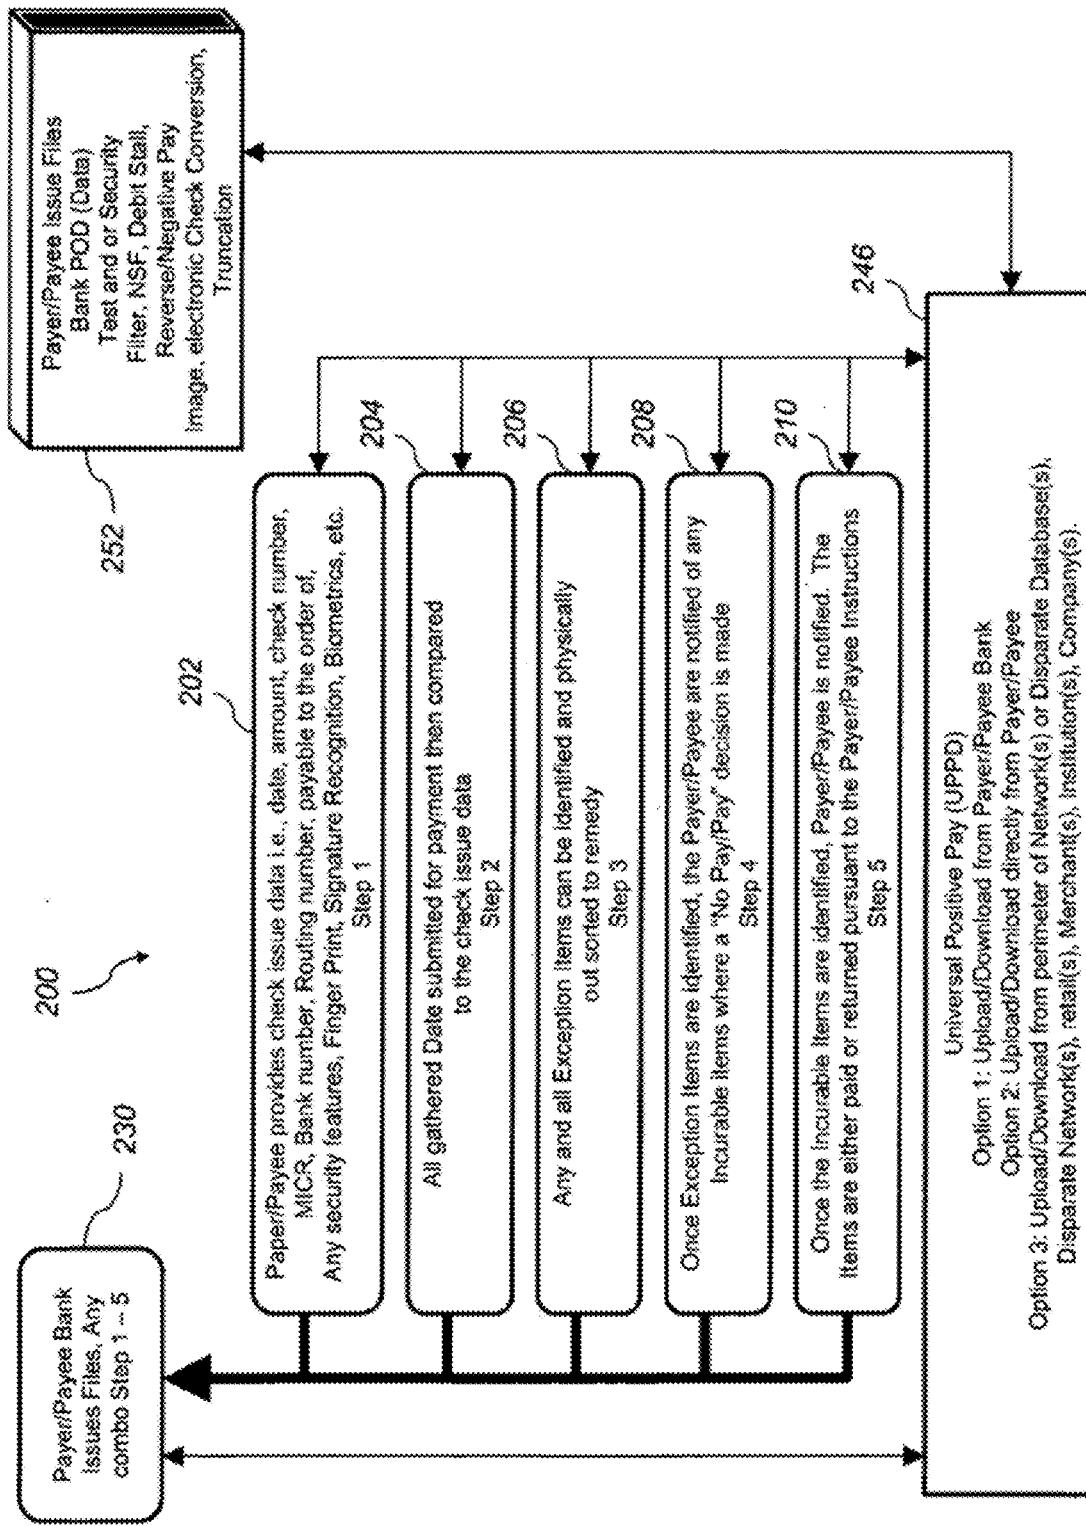 200
Payer/Payee Bank
Issues Files, Any
combo Step 1 – 5
230
Payer/Payee Issue Files
Bank POD (Data)
Test and or Security
Filter, NSF, Debit Stall,
Reverse/Negative Pay
Image, electronic Check Conversion,
Truncation
252
202
Paper/Payee provides check issue data i.e., date, amount, check number,
MICR, Bank number, Routing number, payable to the order of,
Any security features, Finger Print, Signature Recognition, Biometrics, etc.
Step 1
204
All gathered Date submitted for payment then compared
to the check issue data
Step 2
206
Any and all Exception Items can be identified and physically
out sorted to remedy
Step 3
208
Once Exception Items are identified, the Payer/Payee are notified of any
Incurable items where a "No Pay/Pay" decision is made
Step 4
210
Once the Incurable Items are identified, Payer/Payee is notified. The
Items are either paid or returned pursuant to the Payer/Payee Instructions
Step 5
246
Universal Positive Pay (UPPD)
Option 1: Upload/Download from Payer/Payee Bank
Option 2: Upload/Download directly from Payer/Payee
Option 3: Upload/Download from perimeter of Network(s) or Disparate Database(s),
Disparate Network(s), retail(s), Merchant(s), Institution(s), Company(s).